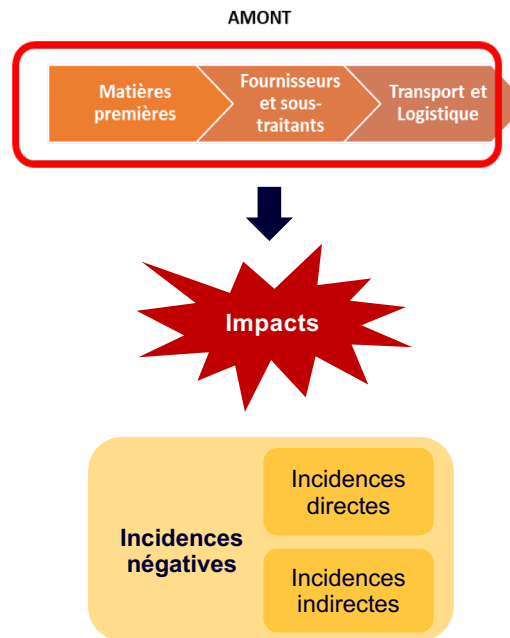 AMONT
Matières
premières
Fournisseurs
et sous-
traitants
Transport et
Logistique
Impacts
Incidences
négatives
Incidences
directes
Incidences
indirectes